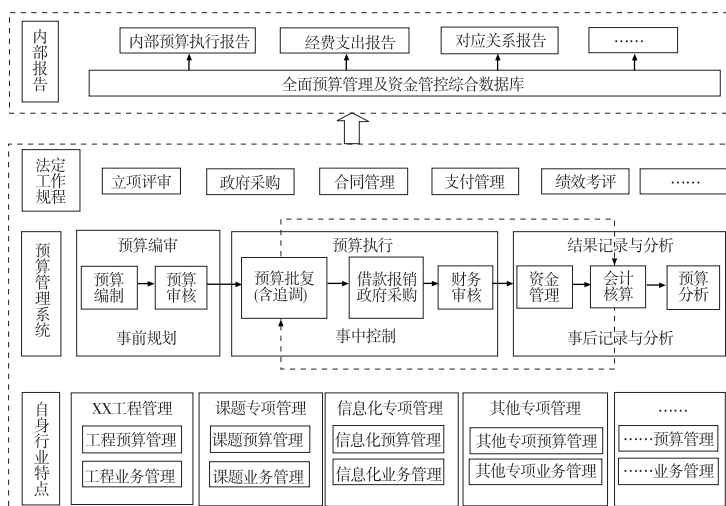 内部报告
内部预算执行报告
经费支出报告
对应关系报告
……
全面预算管理及资金管控综合数据库
法定
工作
规程
立项评审
政府采购
合同管理
支付管理
绩效考评
……
预算管理系统
预算编审
预算
编制
预算
审核
事前规划
预算执行
预算批复
(含追调)
借款报销
政府采购
财务
审核
事中控制
结果记录与分析
资金
管理
会计
核算
预算
分析
事后记录与分析
自身行业特点
XX工程管理
工程预算管理
工程业务管理
课题专项管理
课题预算管理
课题业务管理
信息化专项管理
信息化预算管理
信息化业务管理
其他专项管理
其他专项预算管理
其他专项业务管理
……
……预算管理
……业务管理